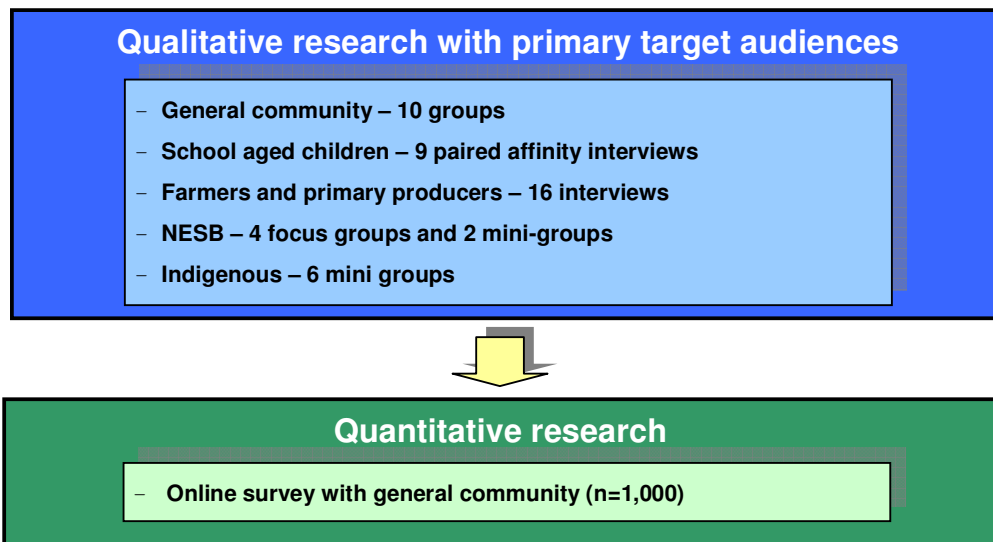 Qualitative research with primary target audiences
– General community – 10 groups
– School aged children – 9 paired affinity interviews
– Farmers and primary producers – 16 interviews
– NESB – 4 focus groups and 2 mini-groups
– Indigenous – 6 mini groups
Quantitative research
– Online survey with general community (n=1,000)